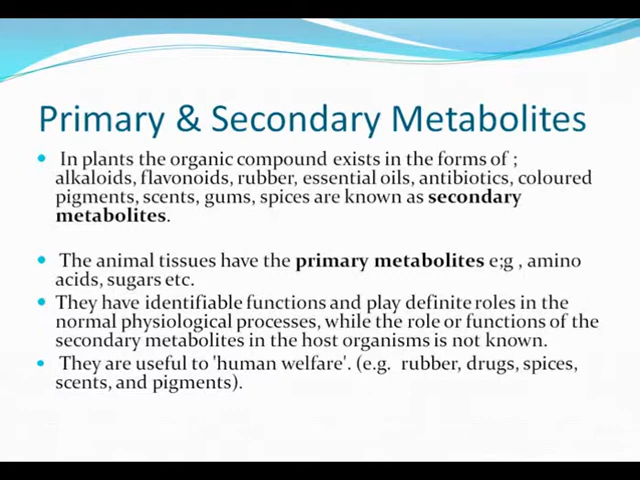 Primary & Secondary Metabolites
In plants the organic compound exists in the forms of ;
alkaloids, flavonoids, rubber, essential oils, antibiotics, coloured
pigments, scents, gums, spices are known as secondary
metabolites.
The animal tissues have the primary metabolites e;g , amino
acids, sugars etc.
They have identifiable functions and play definite roles in the
normal physiological processes, while the role or functions of the
secondary metabolites in the host organisms is not known.
They are useful to 'human welfare'. (e.g. rubber, drugs, spices,
scents, and pigments).